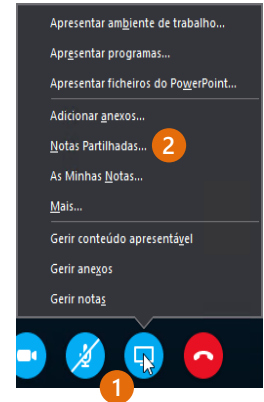 Apresentar ambiente de trabalho...
Apresentar programas...
Apresentar ficheiros do PowerPoint...
Adicionar anexos...
Notas Partilhadas... 2
As Minhas Notas...
Mais...
Gerir conteúdo apresentável
Gerir anexos
Gerir notas
1